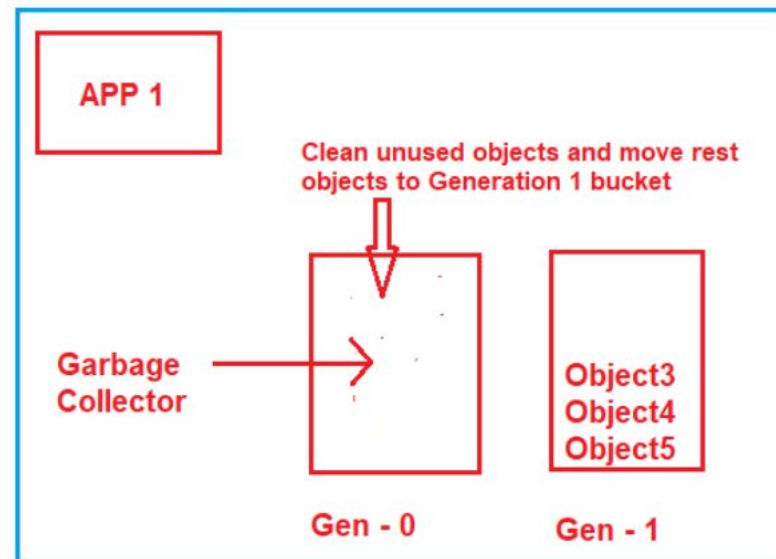 APP 1
Clean unused objects and move rest
objects to Generation 1 bucket
Garbage
Collector
Object3
Object4
Object5
Gen - 0
Gen - 1